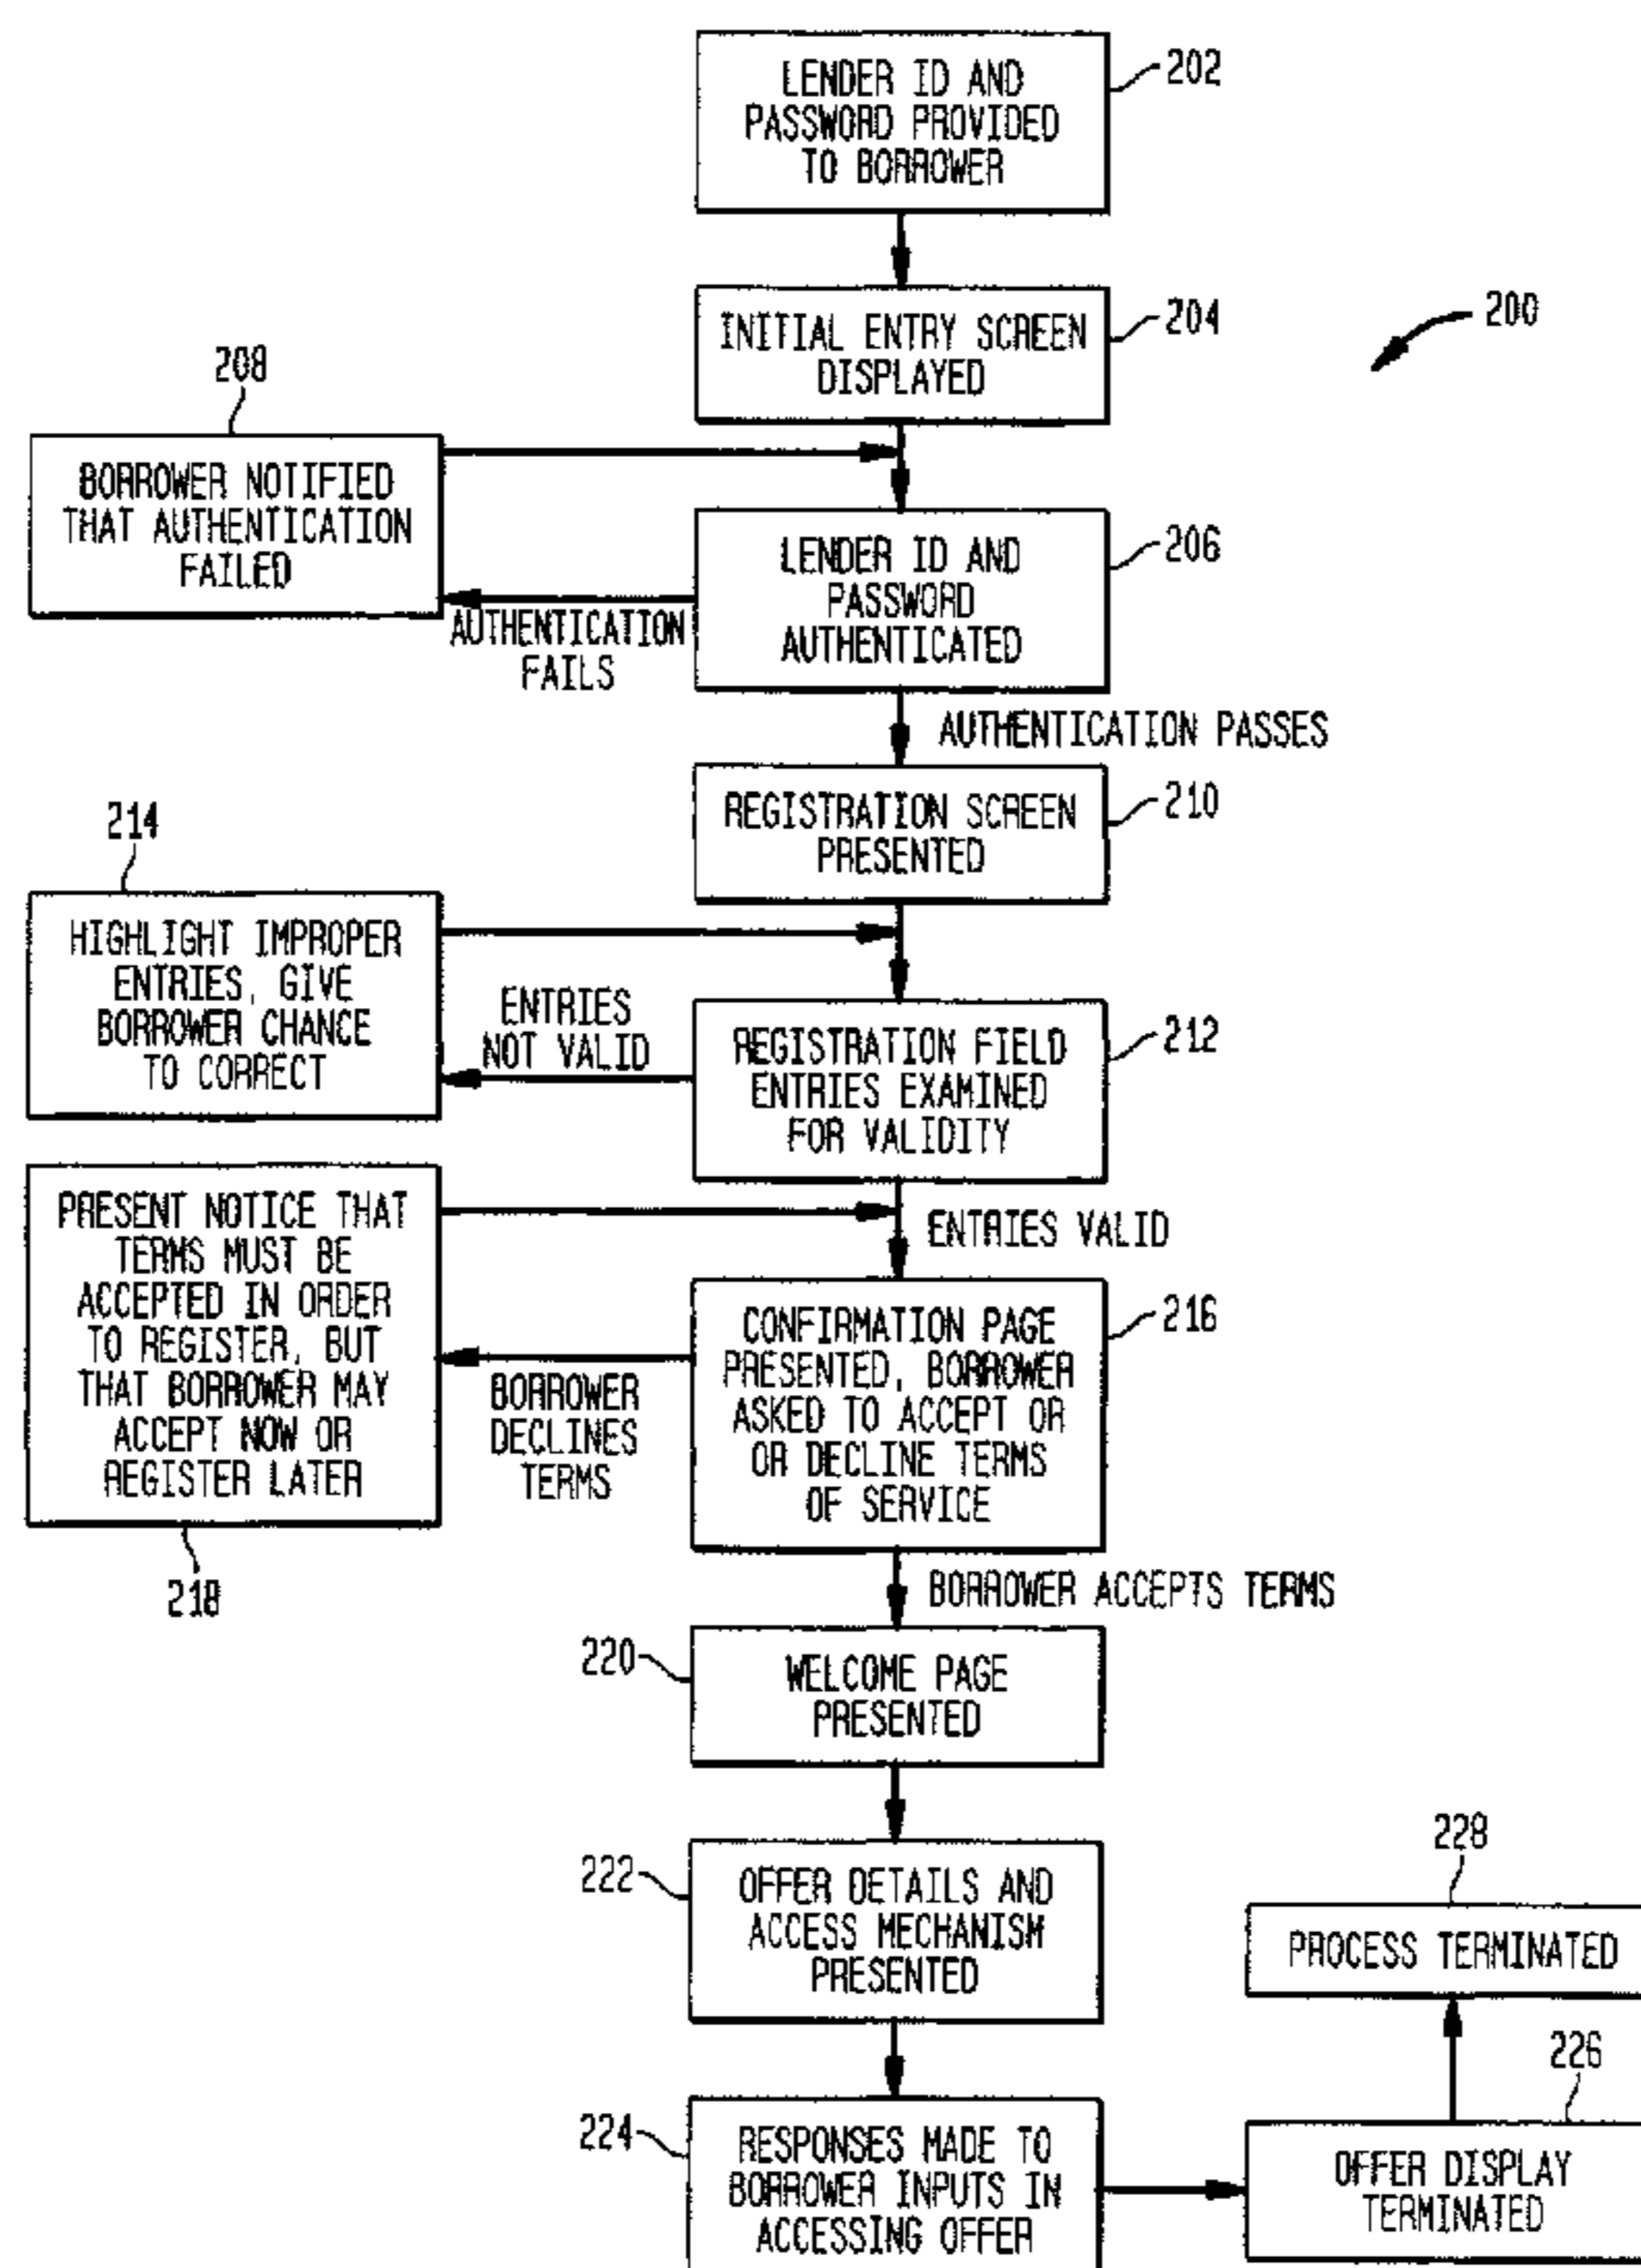 LENDER ID AND
PASSWORD PROVIDED
TO BORROWER
202
INITIAL ENTRY SCREEN
DISPLAYED
204
200
208
BORROWER NOTIFIED
THAT AUTHENTICATION
FAILED
LENDER ID AND
PASSWORD
AUTHENTICATED
206
AUTHENTICATION
FAILS
AUTHENTICATION PASSES
REGISTRATION SCREEN
PRESENTED
210
214
HIGHLIGHT IMPROPER
ENTRIES, GIVE
BORROWER CHANCE
TO CORRECT
ENTRIES
NOT VALID
REGISTRATION FIELD
ENTRIES EXAMINED
FOR VALIDITY
212
PRESENT NOTICE THAT
TERMS MUST BE
ACCEPTED IN ORDER
TO REGISTER, BUT
THAT BORROWER MAY
ACCEPT NOW OR
REGISTER LATER
218
ENTRIES VALID
CONFIRMATION PAGE
PRESENTED, BORROWER
ASKED TO ACCEPT OR
OR DECLINE TERMS
OF SERVICE
216
BORROWER
DECLINES
TERMS
BORROWER ACCEPTS TERMS
220
WELCOME PAGE
PRESENTED
222
OFFER DETAILS AND
ACCESS MECHANISM
PRESENTED
228
PROCESS TERMINATED
226
224
RESPONSES MADE TO
BORROWER INPUTS IN
ACCESSING OFFER
OFFER DISPLAY
TERMINATED